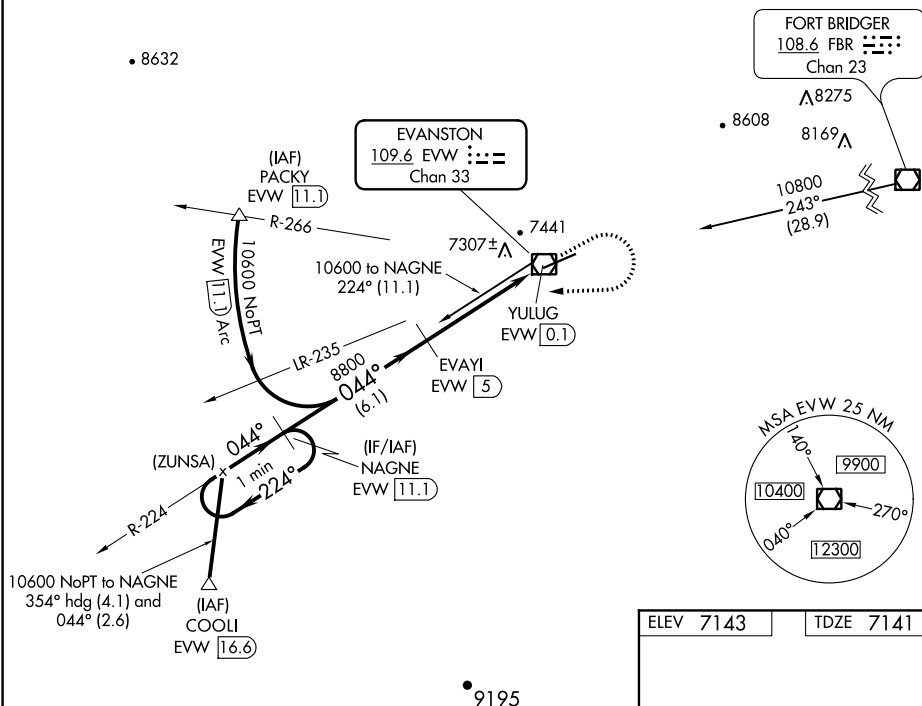 8632
FORT BRIDGER
108.6 FBR
Chan 23
8275
8608
8169
EVANSTON
109.6 EVW
Chan 33
(IAF)
PACKY
EVW 11.1
R-266
10800
243°
(28.9)
7441
7307±
10600 NoPT
EVW 11.1 Arc
10600 to NAGNE
224° (11.1)
YULUG
EVW 0.1
LR-235
8800
044°
(6.1)
EVAYI
EVW 5
044°
(ZUNSA)
1 min
224°
(IF/IAF)
NAGNE
EVW 11.1
R-224
MSA EVW 25 NM
140°
9900
10400
270°
040°
12300
10600 NoPT to NAGNE
354° hdg (4.1) and
044° (2.6)
(IAF)
COOLI
EVW 16.6
ELEV 7143
TDZE 7141
9195